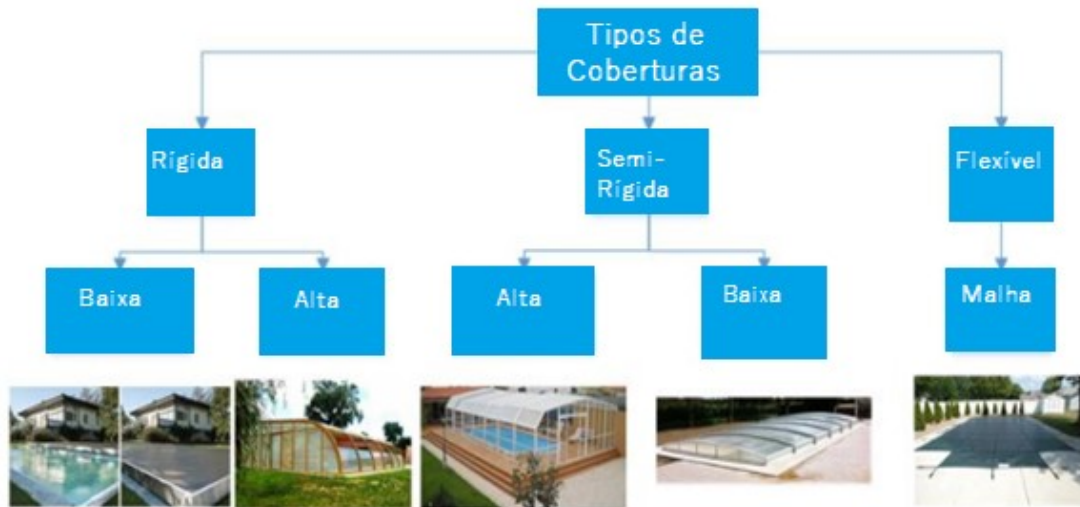 Tipos de
Coberturas
Rígida
Semi-
Rígida
Flexível
Baixa
Alta
Alta
Baixa
Malha